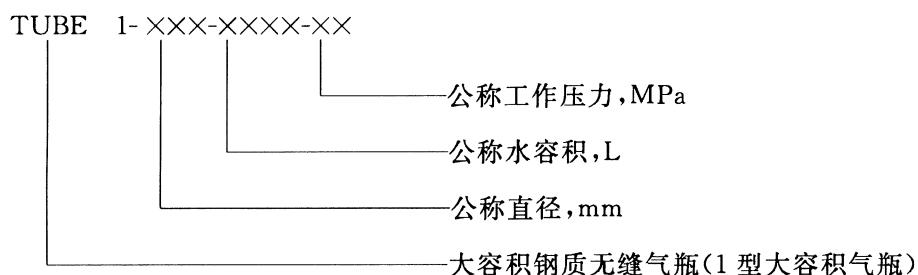 TUBE 1-×××-××××-××
公称工作压力,MPa
公称水容积,L
公称直径,mm
大容积钢质无缝气瓶(1型大容积气瓶)